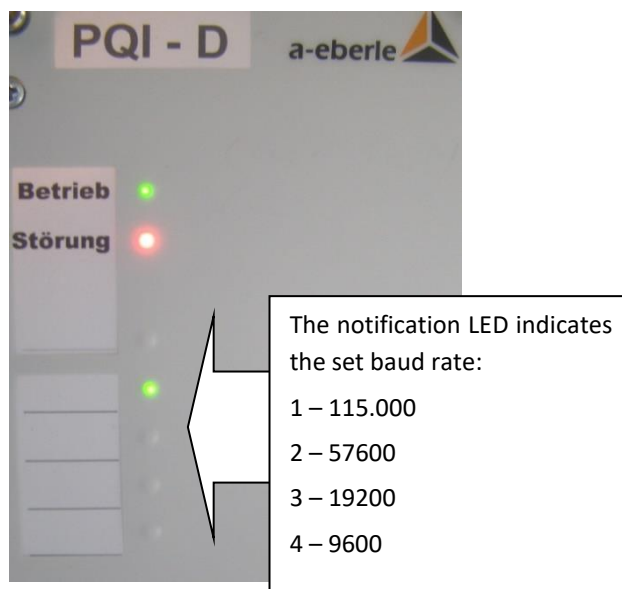 PQI - D
a-eberle
Betrieb
Störung
The notification LED indicates
the set baud rate:
1 – 115.000
2 – 57600
3 – 19200
4 – 9600